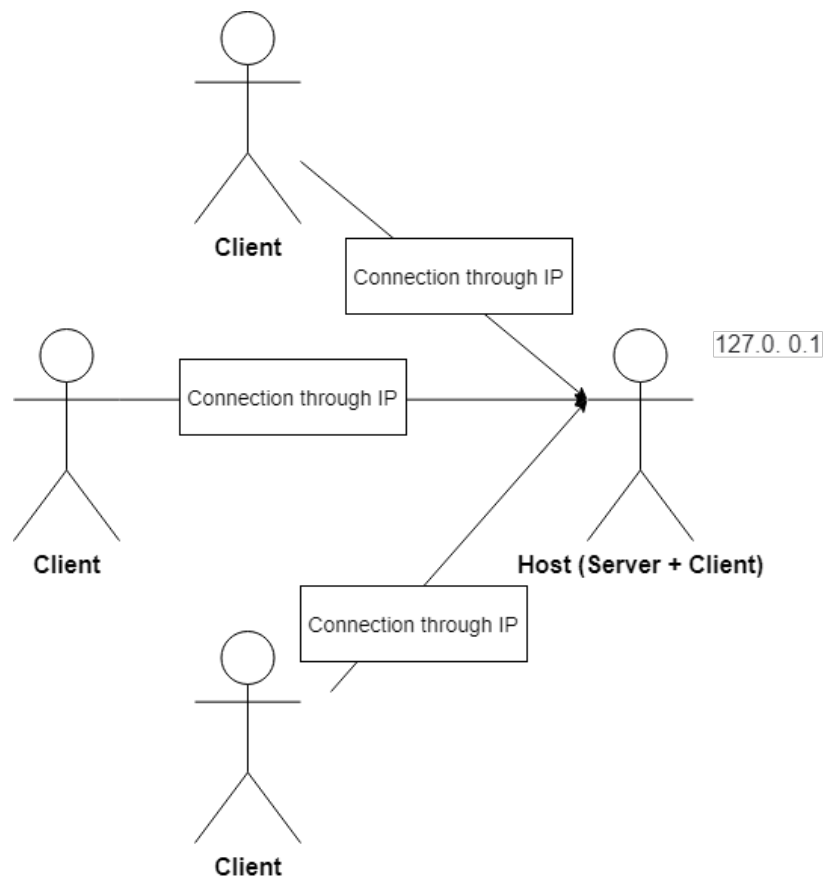 Client
Connection through IP
127.0. 0.1
Connection through IP
Client
Host (Server + Client)
Connection through IP
Client